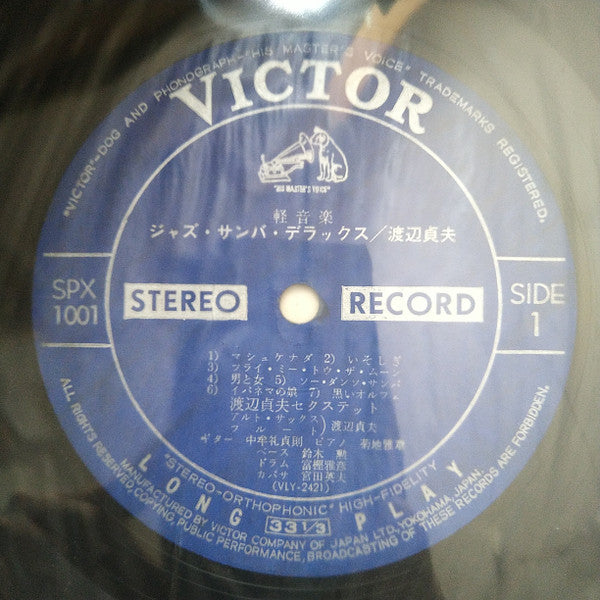 "VICTOR"-DOG AND PHONOGRAPH-"HIS MASTER'S VOICE" TRADEMARKS REGISTERED.
VICTOR
"HIS MASTER'S VOICE"
軽音楽
ジャズ・サンバ・デラックス/渡辺貞夫
SPX
1001
STEREO
RECORD
SIDE
1
1) マシュケナダ 2) いそしぎ
3) フライ・ミー・トウ・ザ・ムーン
4) 男と女 5) ソー・ダンソ・サンバ
6) イパネマの娘 7) 黒いオルフェ
渡辺貞夫セクステット
アルト・サックス
フルート) 渡辺貞夫
ギター 中牟礼貞則 ピアノ 菊地雅章
ベース 鈴木 勲
ドラム 富樫雅彦
カバサ 宮田英夫
(VLY-2421)
"STEREO-ORTHOPHONIC" HIGH-FIDELITY
LONG 33 1/3 PLAY
MANUFACTURED BY VICTOR COMPANY OF JAPAN LTD. YOKOHAMA, JAPAN.
ALL RIGHTS RESERVED, COPYING PUBLIC PERFORMANCE, BROADCASTING OF THESE RECORDS ARE FORBIDDEN.